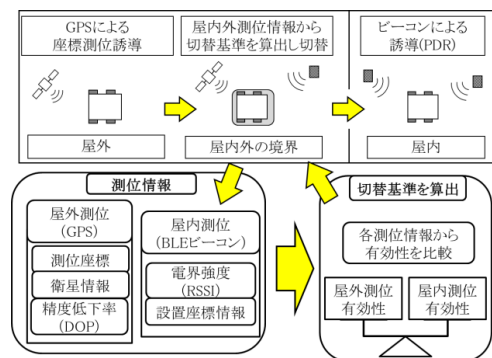 GPSによる
座標測位誘導
屋内外測位情報から
切替基準を算出し切替
ビーコンによる
誘導(PDR)
屋外
屋内外の境界
屋内
測位情報
屋外測位
(GPS)
測位座標
衛星情報
精度低下率
(DOP)
屋内測位
(BLEビーコン)
電界強度
(RSSI)
設置座標情報
切替基準を算出
各測位情報から
有効性を比較
屋外測位
有効性
屋内測位
有効性